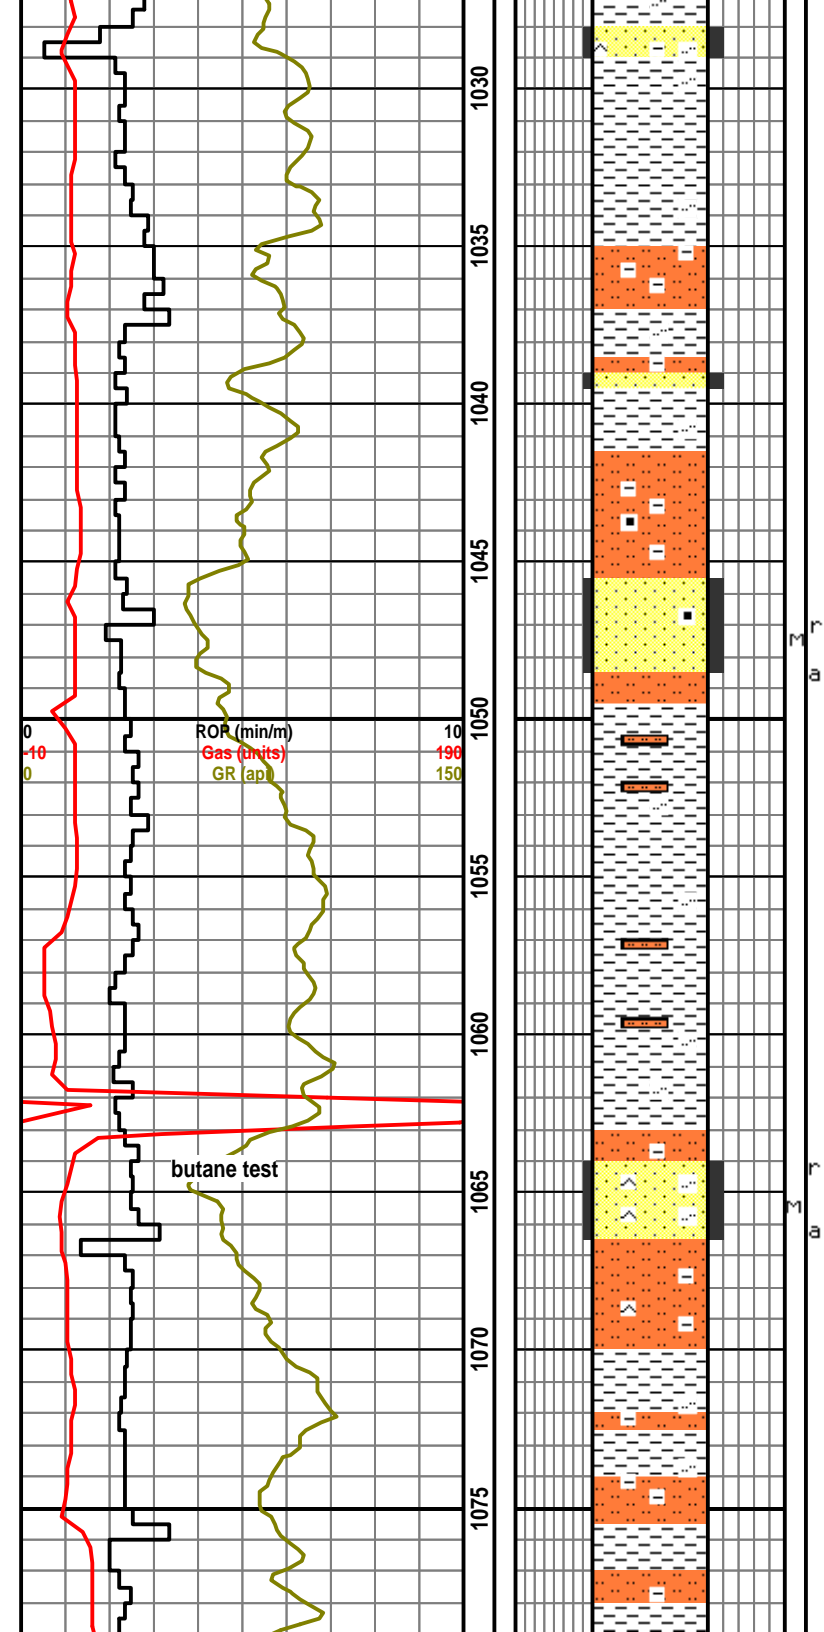 1030
1035
1040
1045
r
M
a
1050
0 ROP (min/m) 10
-10 Gas (units) 190
0 GR (api) 150
1055
1060
butane test
1065
r
M
a
1070
1075